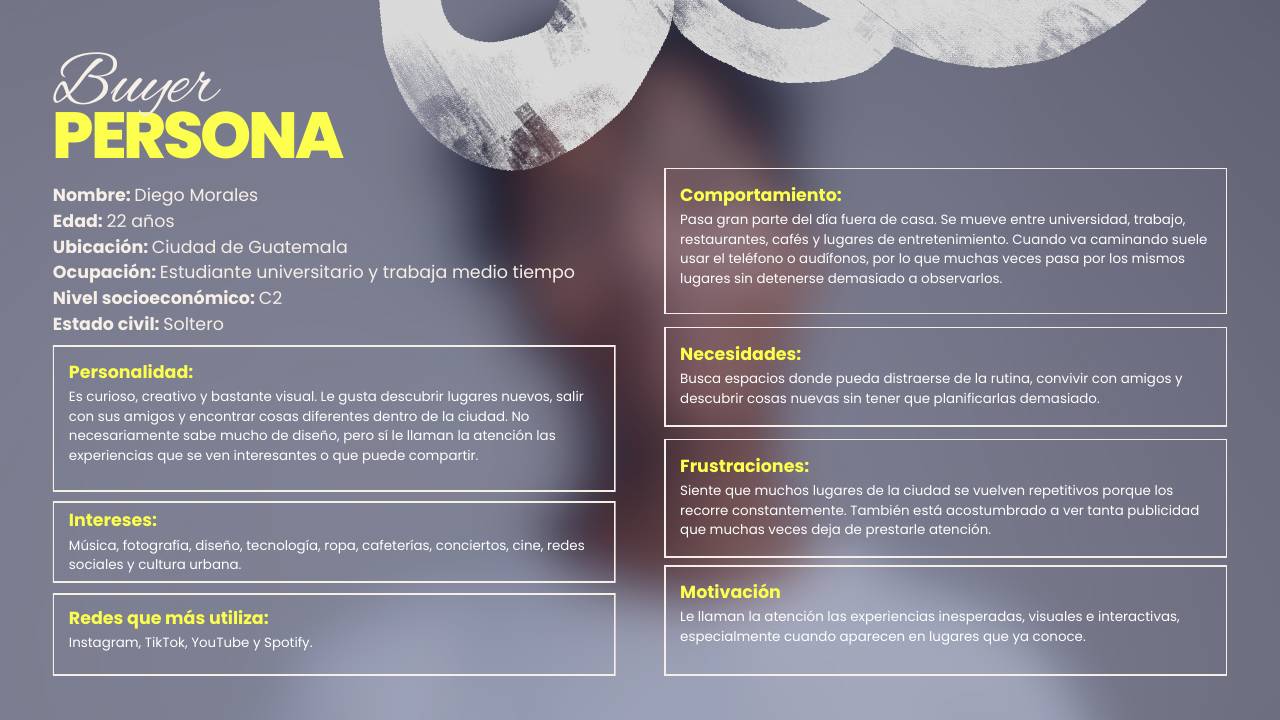 Buyer
PERSONA
Nombre: Diego Morales
Edad: 22 años
Ubicación: Ciudad de Guatemala
Ocupación: Estudiante universitario y trabaja medio tiempo
Nivel socioeconómico: C2
Estado civil: Soltero
Personalidad:
Es curioso, creativo y bastante visual. Le gusta descubrir lugares nuevos, salir
con sus amigos y encontrar cosas diferentes dentro de la ciudad. No
necesariamente sabe mucho de diseño, pero sí le llaman la atención las
experiencias que se ven interesantes o que puede compartir.
Intereses:
Música, fotografía, diseño, tecnología, ropa, cafeterías, conciertos, cine, redes
sociales y cultura urbana.
Redes que más utiliza:
Instagram, TikTok, YouTube y Spotify.
Comportamiento:
Pasa gran parte del día fuera de casa. Se mueve entre universidad, trabajo,
restaurantes, cafés y lugares de entretenimiento. Cuando va caminando suele
usar el teléfono o audífonos, por lo que muchas veces pasa por los mismos
lugares sin detenerse demasiado a observarlos.
Necesidades:
Busca espacios donde pueda distraerse de la rutina, convivir con amigos y
descubrir cosas nuevas sin tener que planificarlas demasiado.
Frustraciones:
Siente que muchos lugares de la ciudad se vuelven repetitivos porque los
recorre constantemente. También está acostumbrado a ver tanta publicidad
que muchas veces deja de prestarle atención.
Motivación
Le llaman la atención las experiencias inesperadas, visuales e interactivas,
especialmente cuando aparecen en lugares que ya conoce.